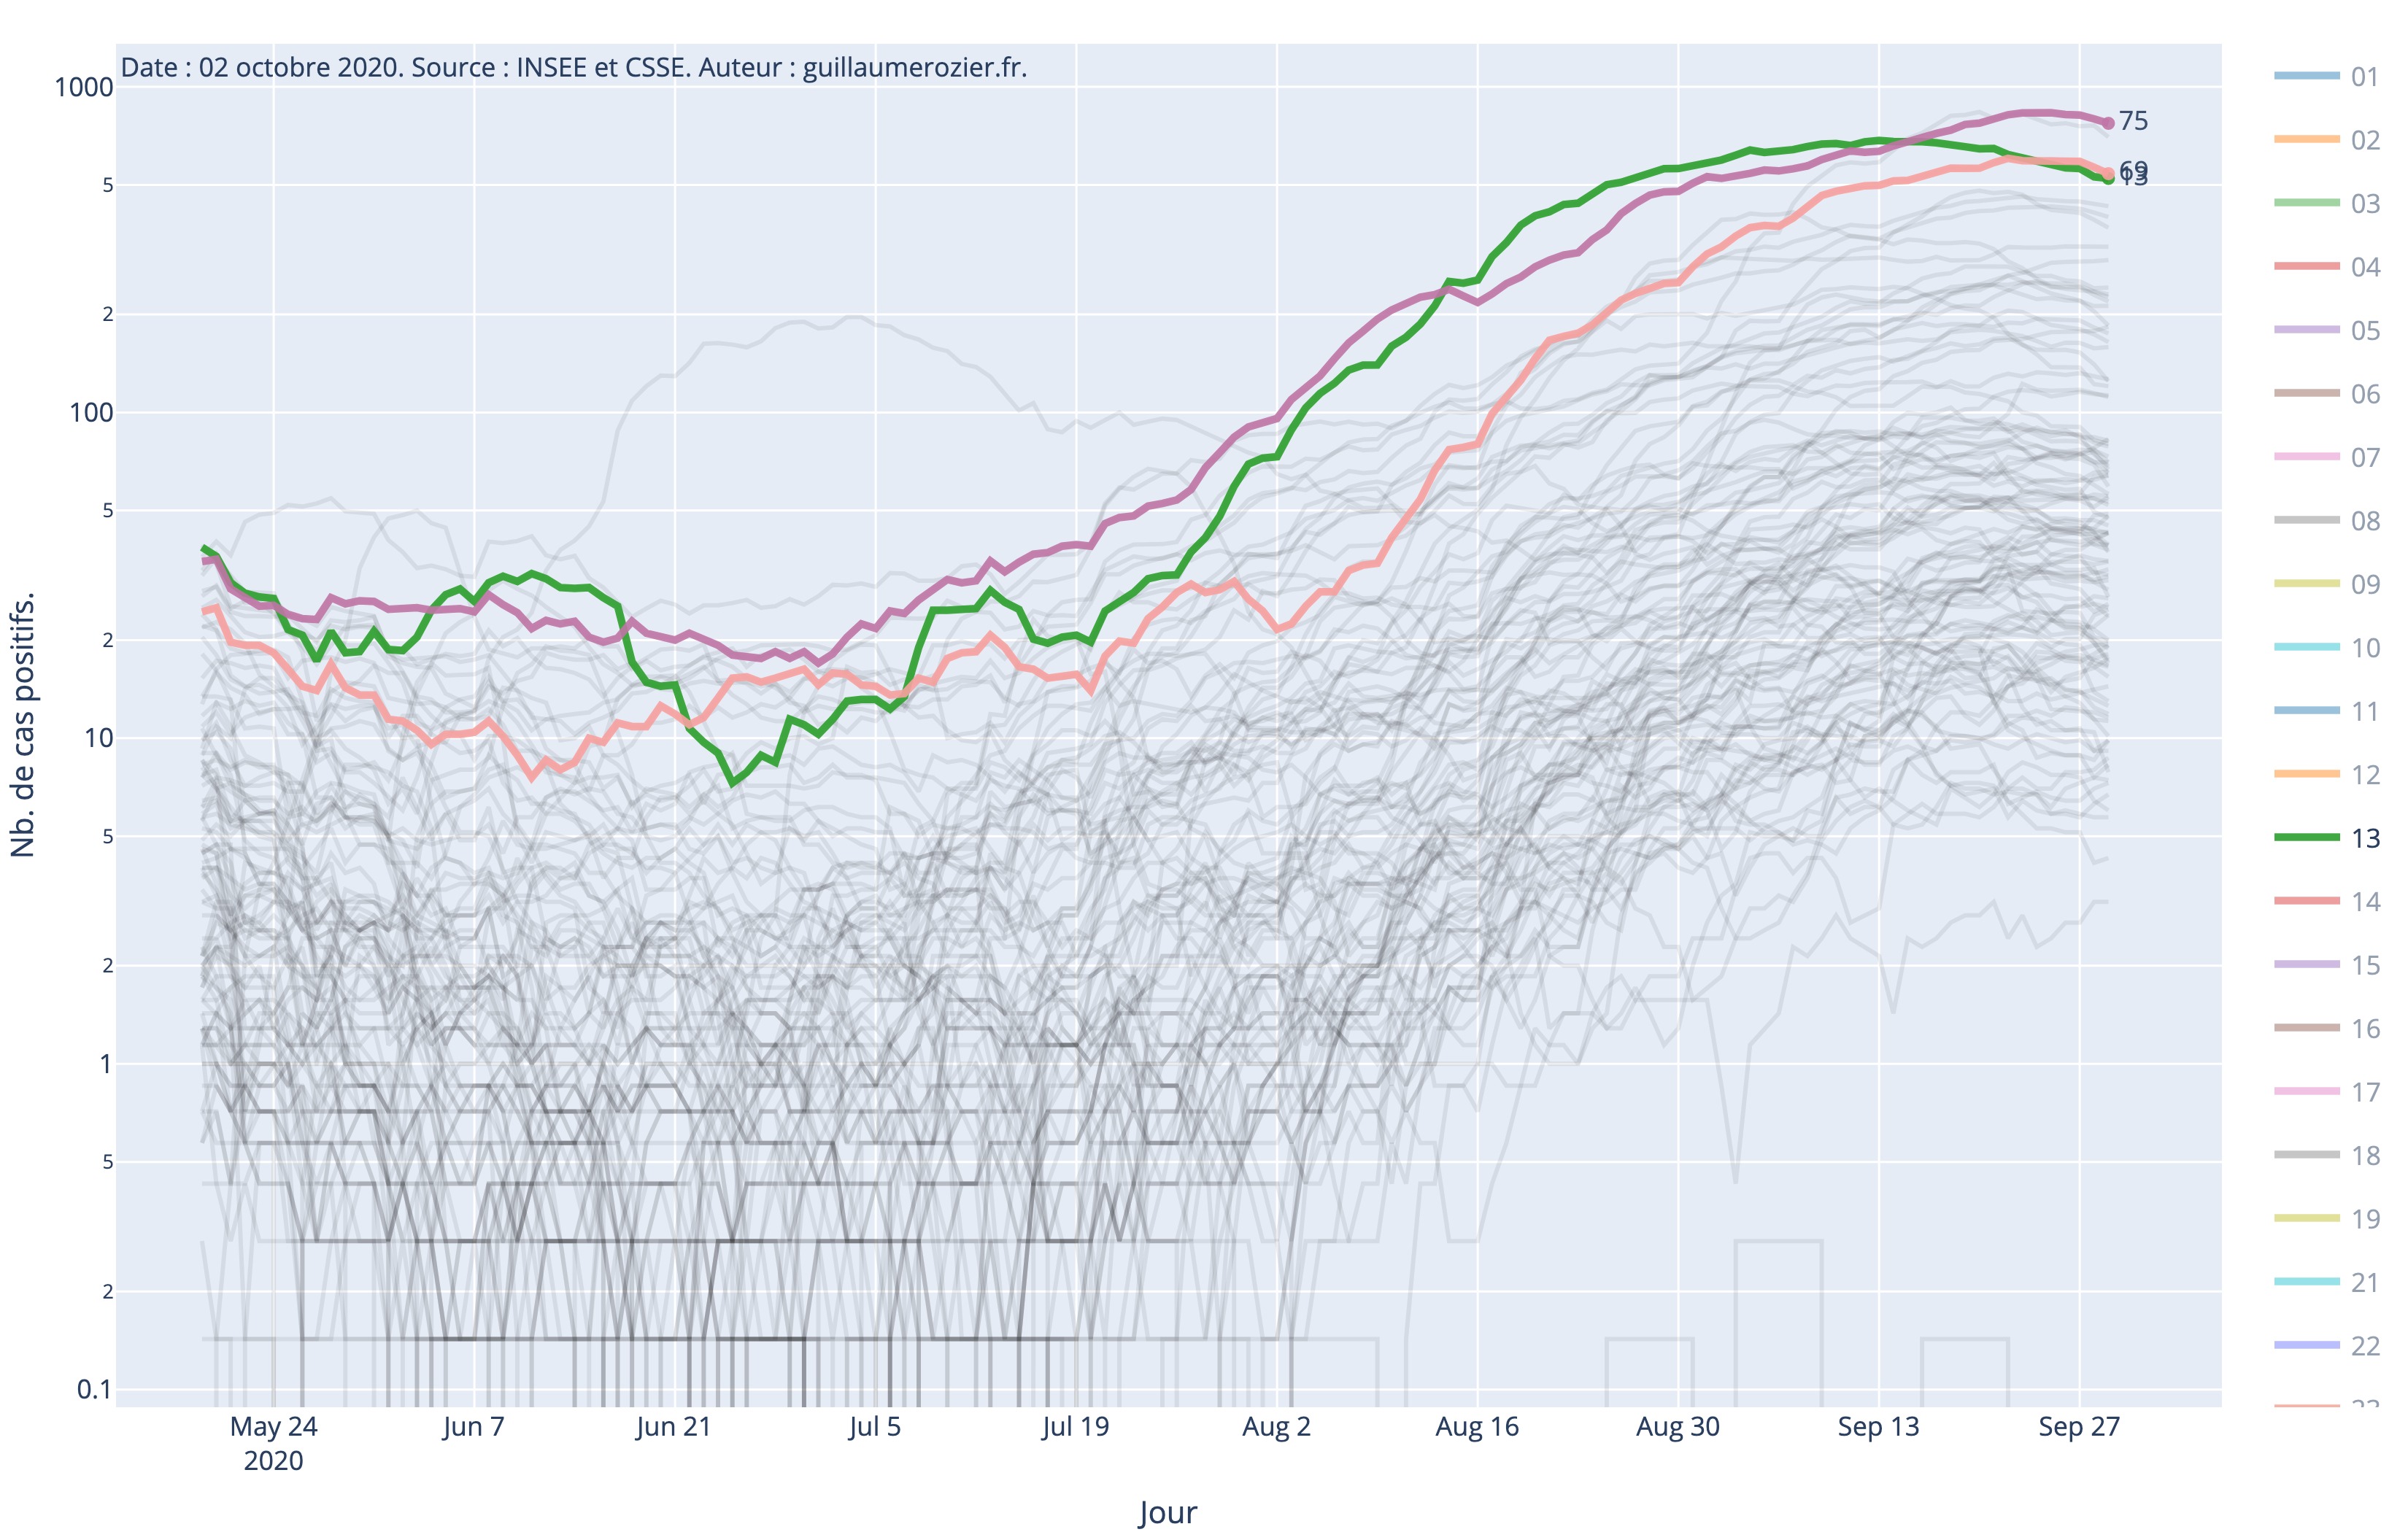 Date : 02 octobre 2020. Source : INSEE et CSSE. Auteur : guillaumerozier.fr.
1000
5
2
100
5
2
10
5
2
1
5
2
0.1
Nb. de cas positifs.
May 24
2020
Jun 7
Jun 21
Jul 5
Jul 19
Aug 2
Aug 16
Aug 30
Sep 13
Sep 27
Jour
75
69
13
01
02
03
04
05
06
07
08
09
10
11
12
13
14
15
16
17
18
19
21
22